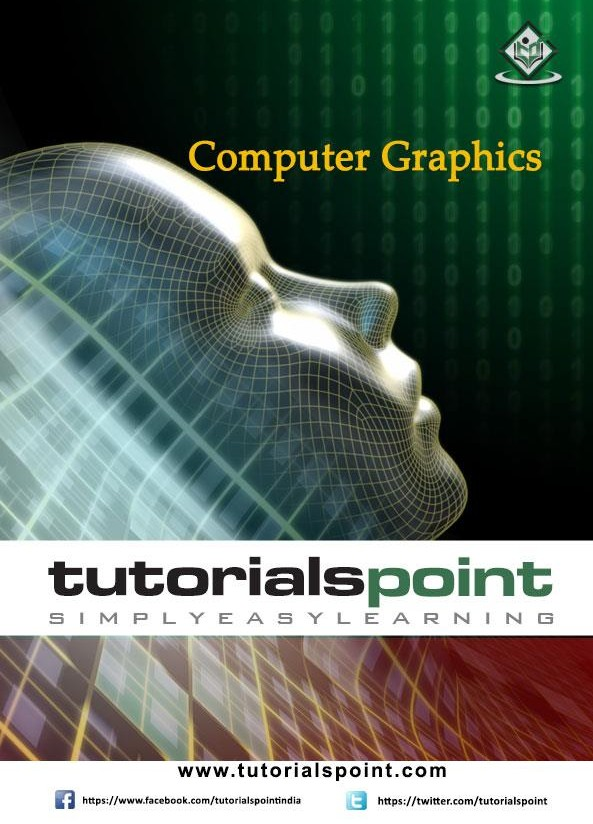 Computer Graphics
tutorialspoint
SIMPLYEASYLEARNING
www.tutorialspoint.com
https://www.facebook.com/tutorialspointindia
https://twitter.com/tutorialspoint